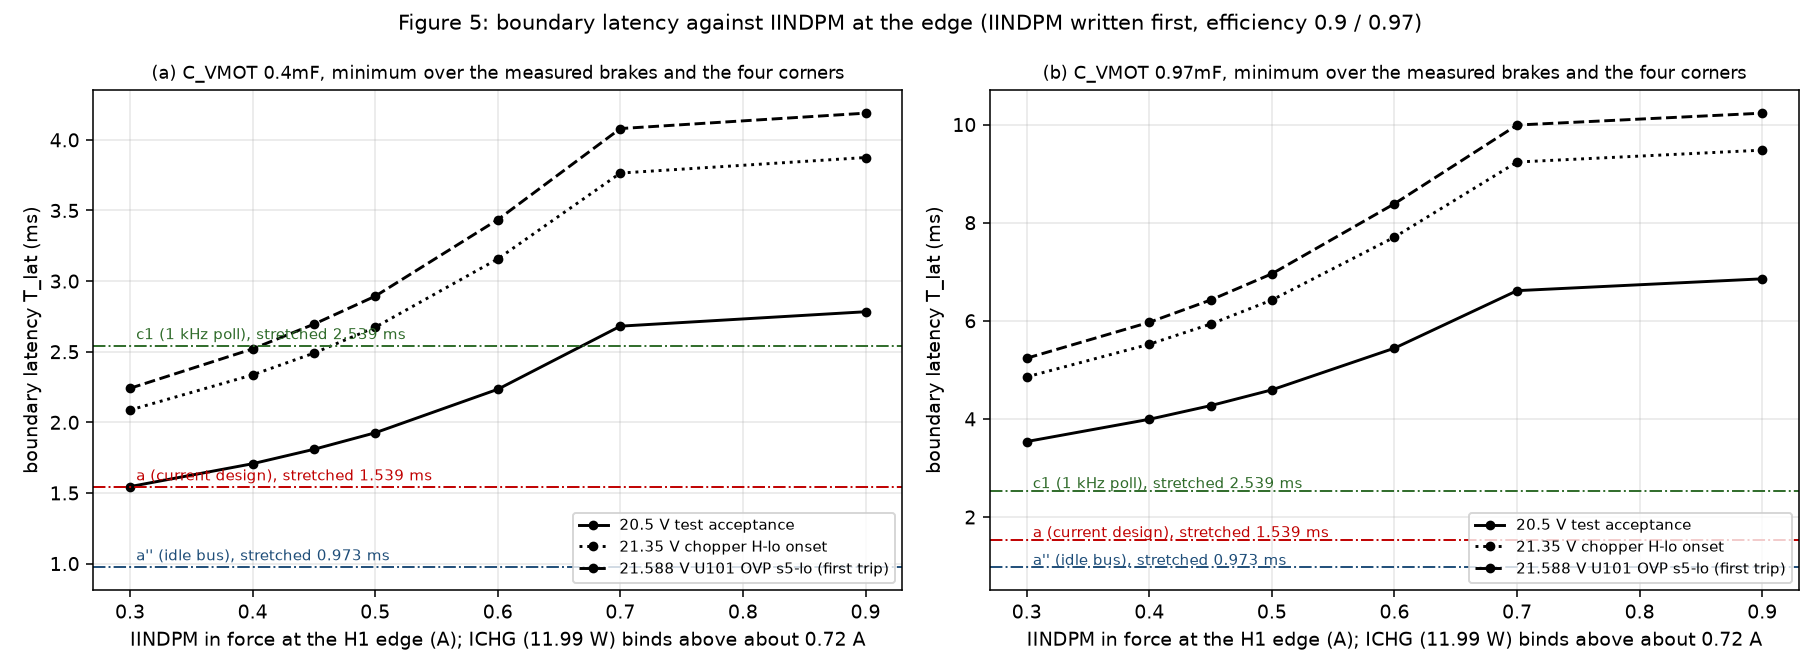 Figure 5: boundary latency against IINDPM at the edge (IINDPM written first, efficiency 0.9 / 0.97)
(a) C_VMOT 0.4mF, minimum over the measured brakes and the four corners
boundary latency T_lat (ms)
4.0
3.5
3.0
2.5
2.0
1.5
1.0
c1 (1 kHz poll), stretched 2.539 ms
a (current design), stretched 1.539 ms
a'' (idle bus), stretched 0.973 ms
20.5 V test acceptance
21.35 V chopper H-lo onset
21.588 V U101 OVP s5-lo (first trip)
0.3 0.4 0.5 0.6 0.7 0.8 0.9
IINDPM in force at the H1 edge (A); ICHG (11.99 W) binds above about 0.72 A
(b) C_VMOT 0.97mF, minimum over the measured brakes and the four corners
boundary latency T_lat (ms)
10
8
6
4
2
c1 (1 kHz poll), stretched 2.539 ms
a (current design), stretched 1.539 ms
a'' (idle bus), stretched 0.973 ms
20.5 V test acceptance
21.35 V chopper H-lo onset
21.588 V U101 OVP s5-lo (first trip)
0.3 0.4 0.5 0.6 0.7 0.8 0.9
IINDPM in force at the H1 edge (A); ICHG (11.99 W) binds above about 0.72 A